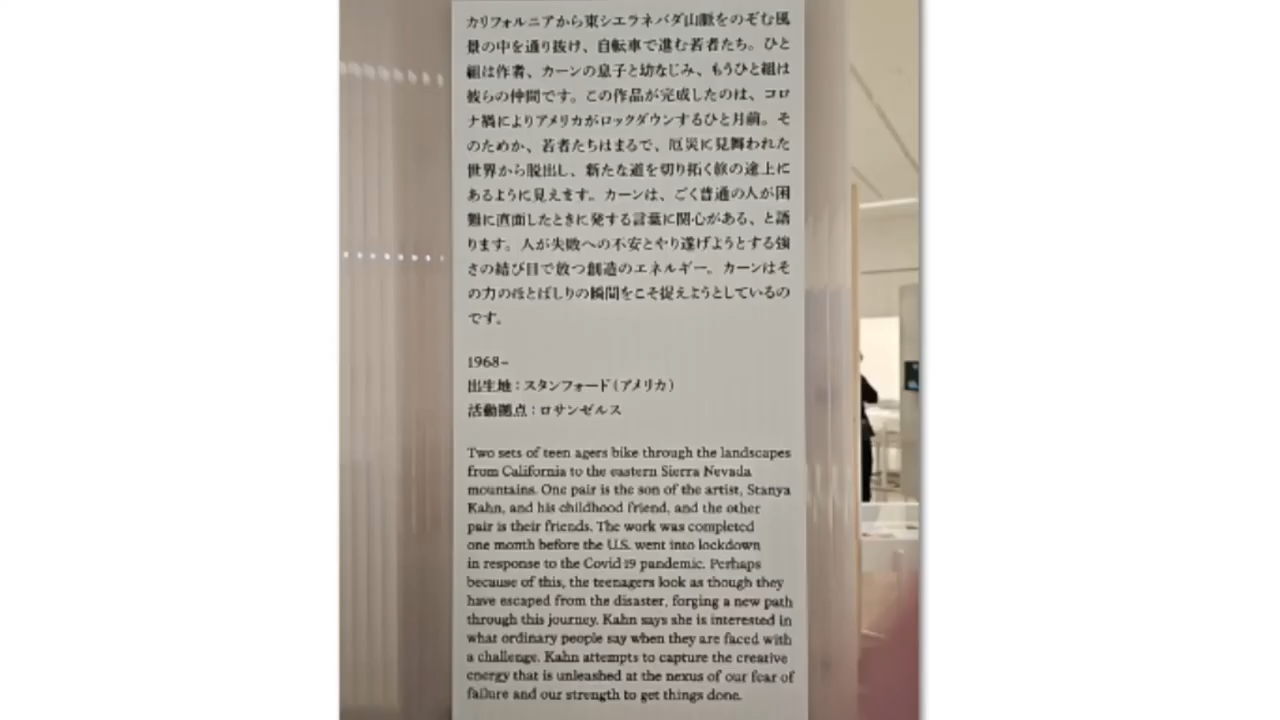 カリフォルニアから東シエラネバダ山脈をのぞむ風
景の中を通り抜け、自転車で進む若者たち。ひと
組は作者、カーンの息子と幼なじみ、もうひと組は
彼らの仲間です。この作品が完成したのは、コロ
ナ禍によりアメリカがロックダウンするひと月前。そ
のためか、若者たちはまるで、厄災に見舞われた
世界から脱出し、新たな道を切り拓く旅の途上に
あるように見えます。カーンは、ごく普通の人が困
難に直面したときに発する言葉に関心がある、と語
ります。人が失敗への不安とやり遂げようとする強
さの結び目で放つ創造のエネルギー。カーンはそ
の力のほとばしりの瞬間をこそ捉えようとしているの
です。
1968–
出生地：スタンフォード（アメリカ）
活動拠点：ロサンゼルス
Two sets of teen agers bike through the landscapes
from California to the eastern Sierra Nevada
mountains. One pair is the son of the artist, Stanya
Kahn, and his childhood friend, and the other
pair is their friends. The work was completed
one month before the U.S. went into lockdown
in response to the Covid 19 pandemic. Perhaps
because of this, the teenagers look as though they
have escaped from the disaster, forging a new path
through this journey. Kahn says she is interested in
what ordinary people say when they are faced with
a challenge. Kahn attempts to capture the creative
energy that is unleashed at the nexus of our fear of
failure and our strength to get things done.